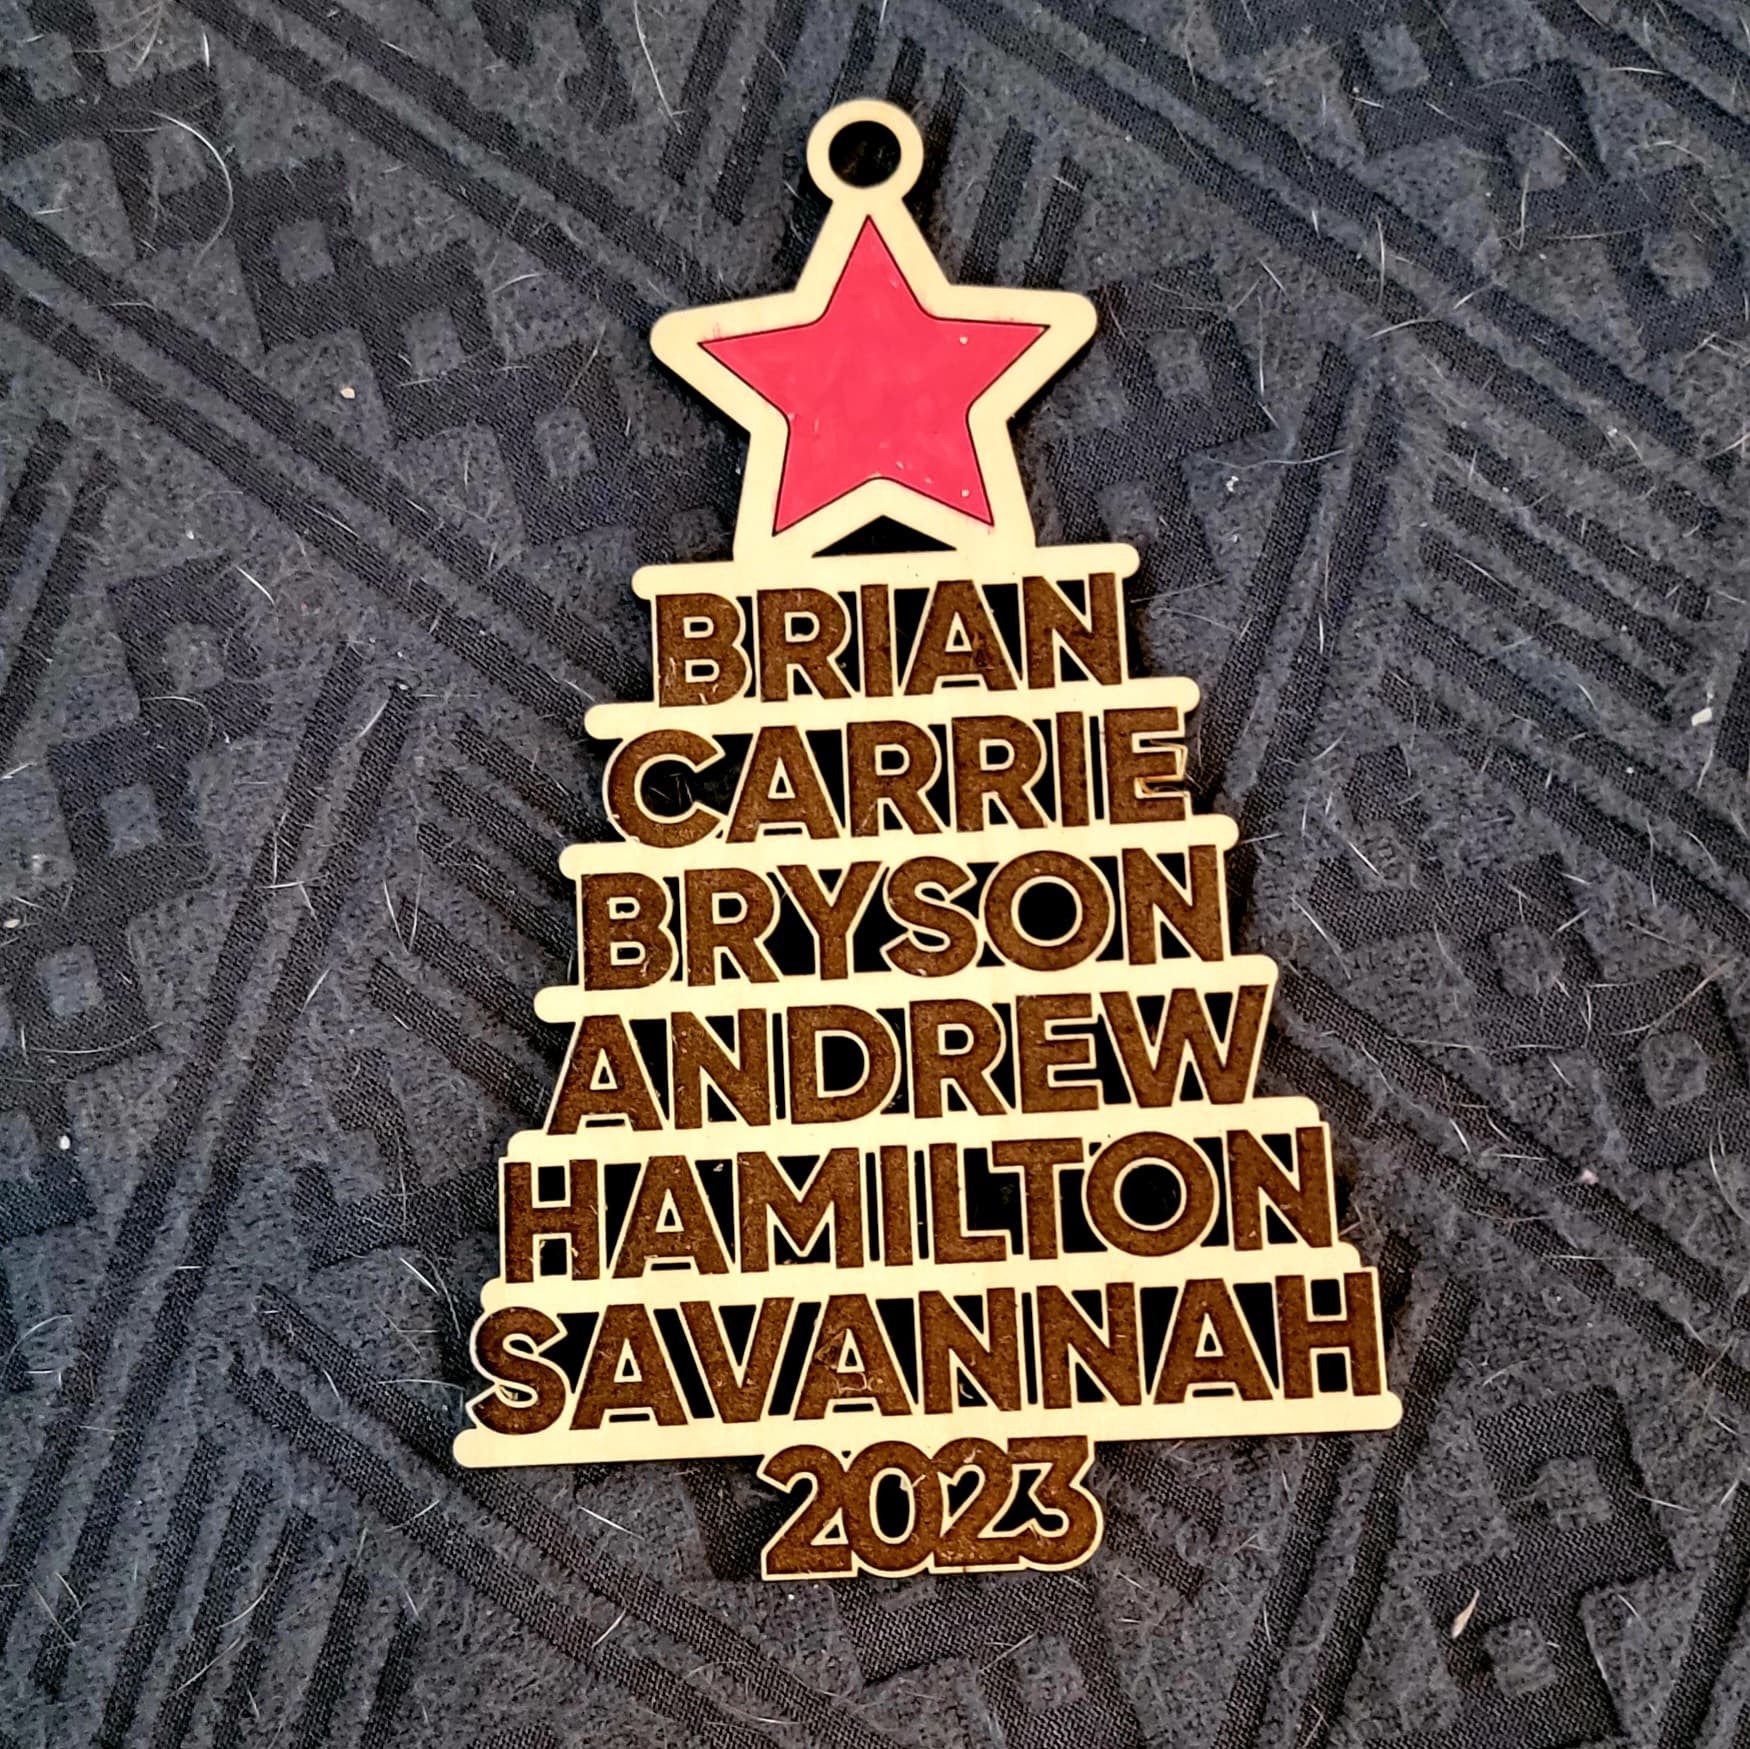 BRIAN
CARRIE
BRYSON
ANDREW
HAMILTON
SAVANNAH
2023